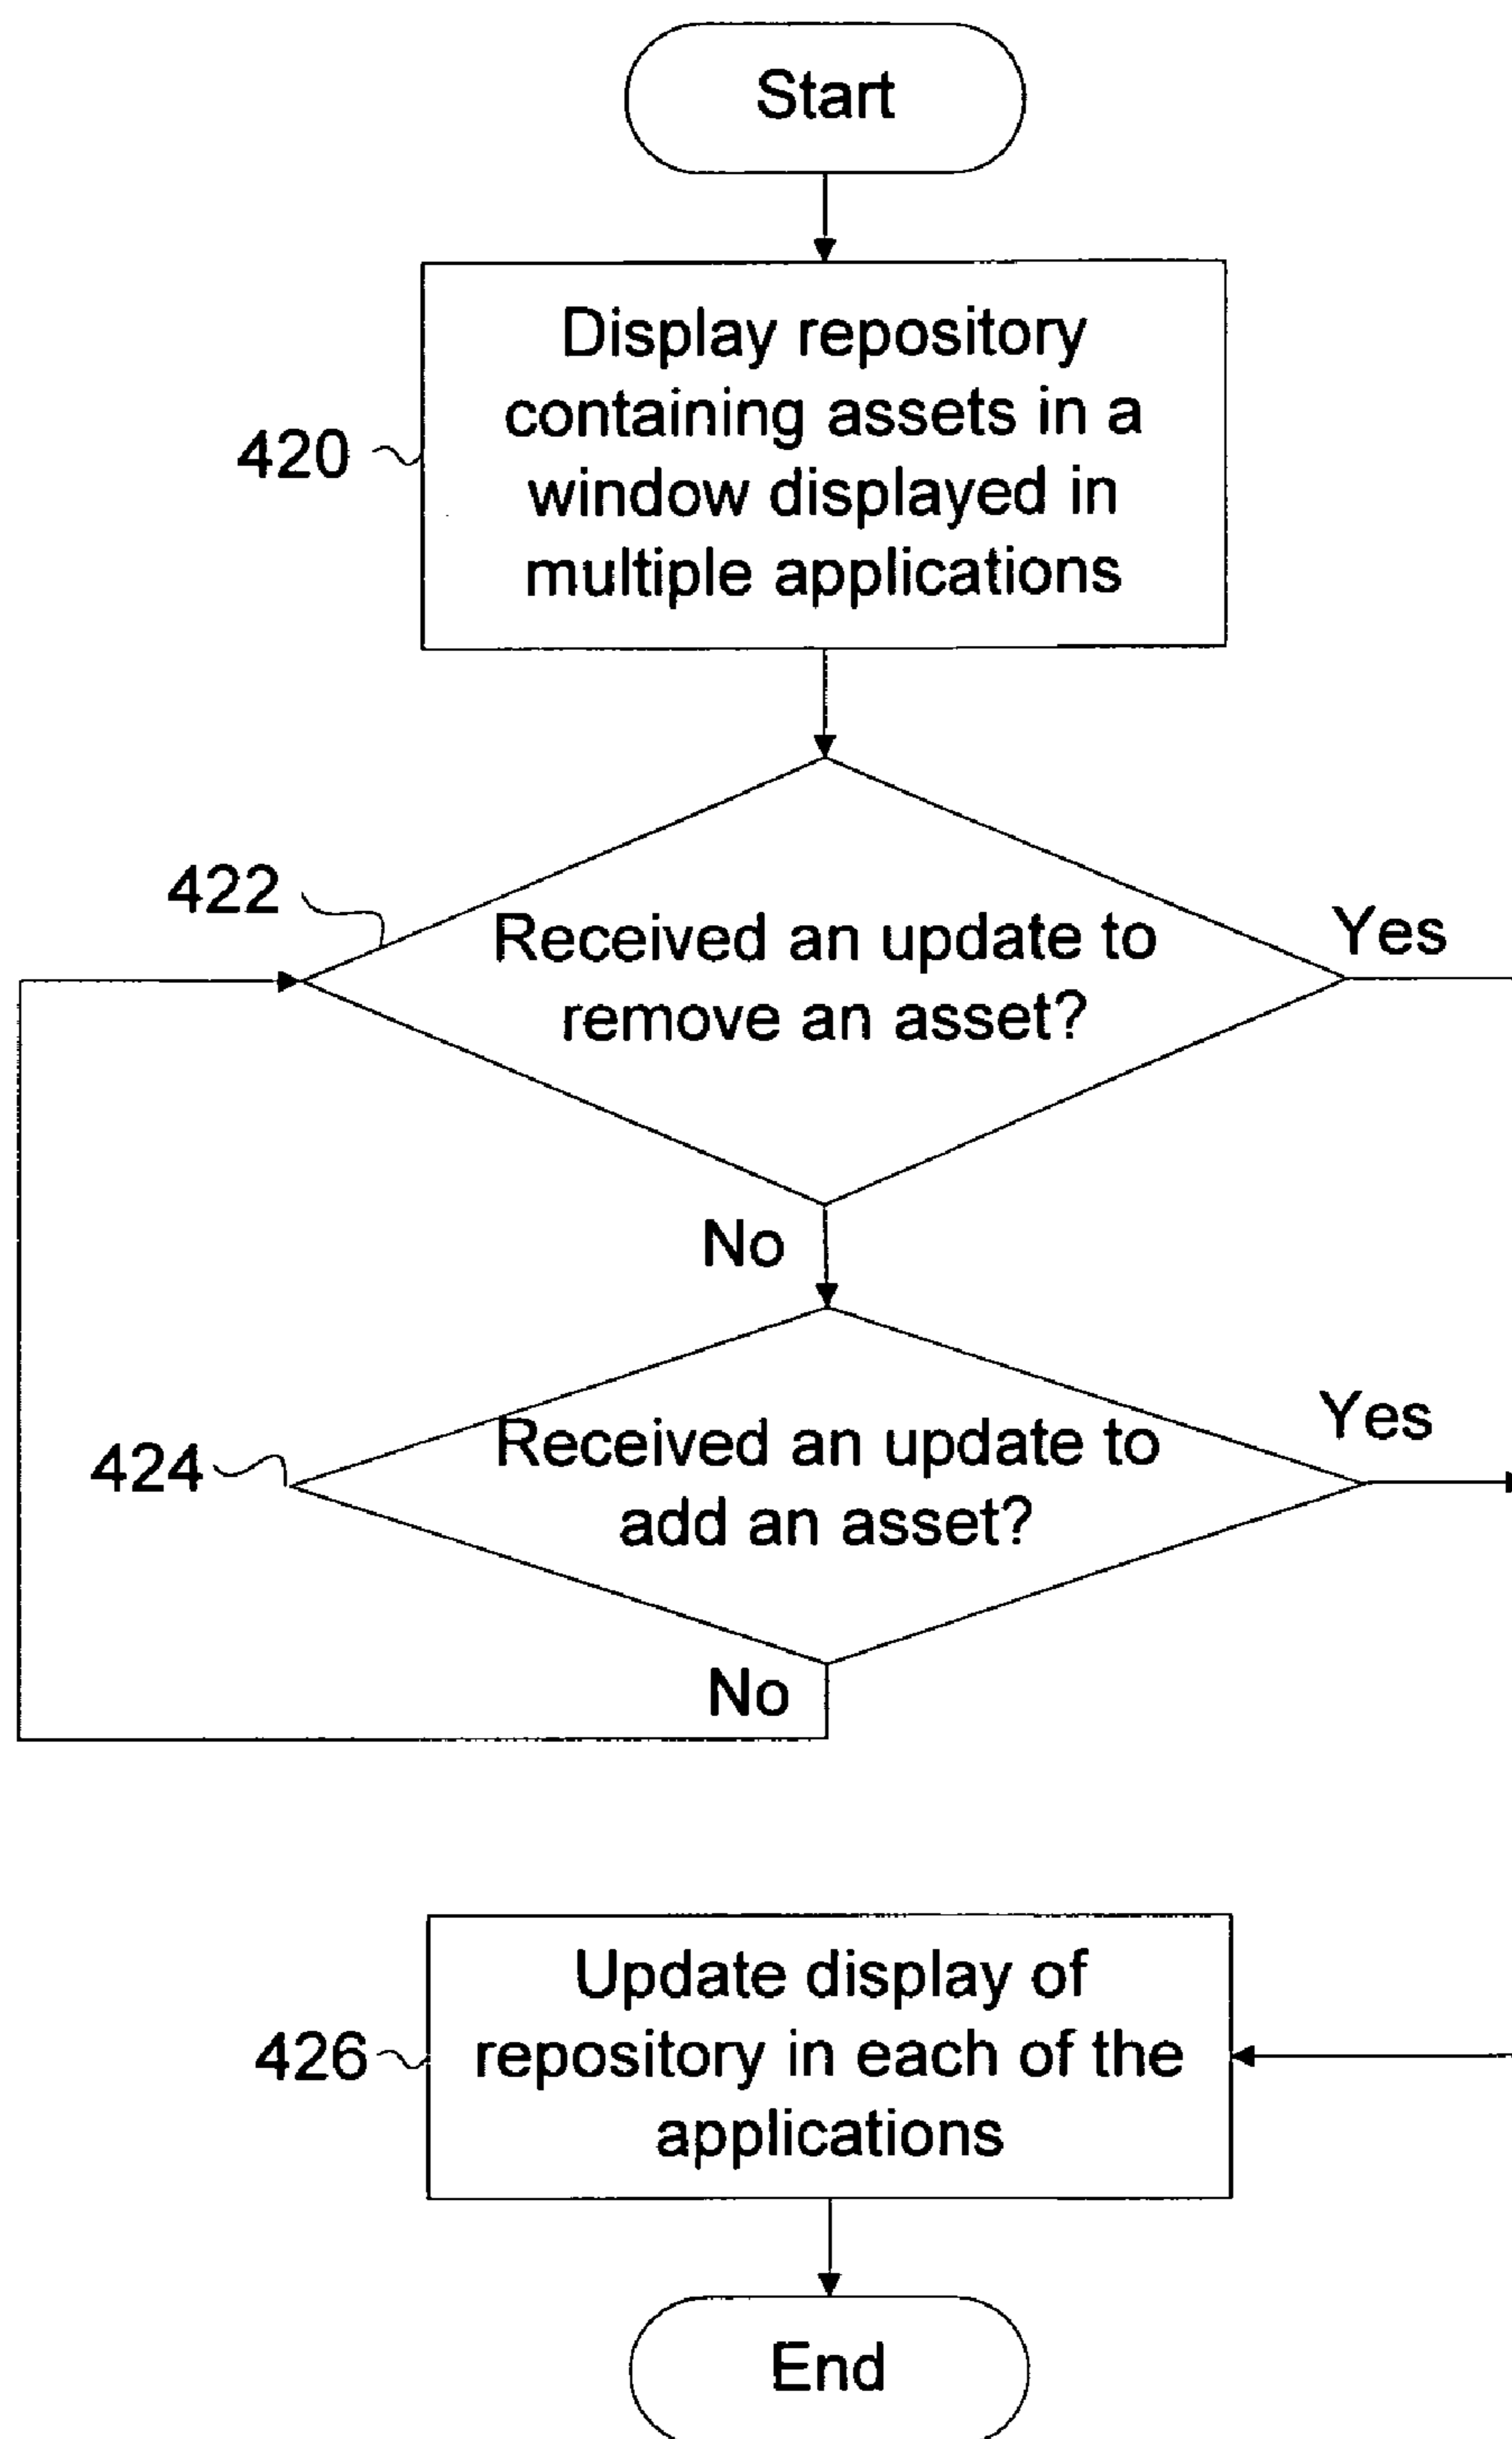 Start
Display repository
containing assets in a
window displayed in
multiple applications
420
422
Received an update to
remove an asset?
Yes
No
424
Received an update to
add an asset?
Yes
No
Update display of
repository in each of the
applications
426
End